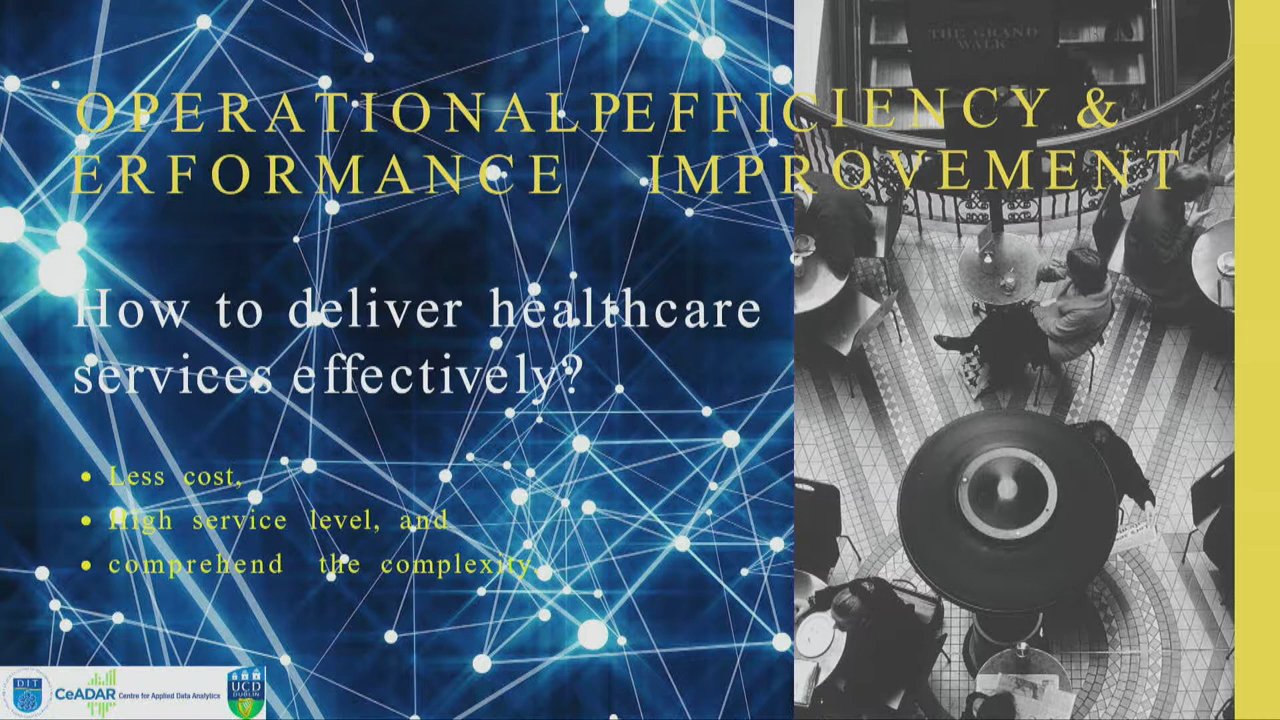 OPERATIONALPEFFICIENCY &
ERFORMANCE IMPROVEMENT
THE GRAND
WALK
How to deliver healthcare
services effectively?
• Less cost,
• High service level, and
• comprehend the complexity
DIT
CeADAR Centre for Applied Data Analytics
UCD
DUBLIN